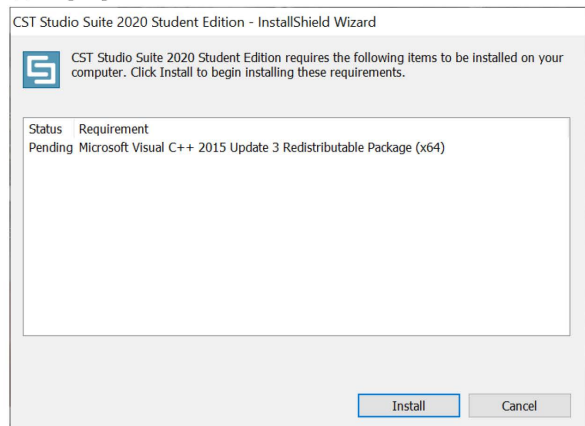 CST Studio Suite 2020 Student Edition - InstallShield Wizard
CST Studio Suite 2020 Student Edition requires the following items to be installed on your
computer. Click Install to begin installing these requirements.
Status Requirement
Pending Microsoft Visual C++ 2015 Update 3 Redistributable Package (x64)
Install Cancel